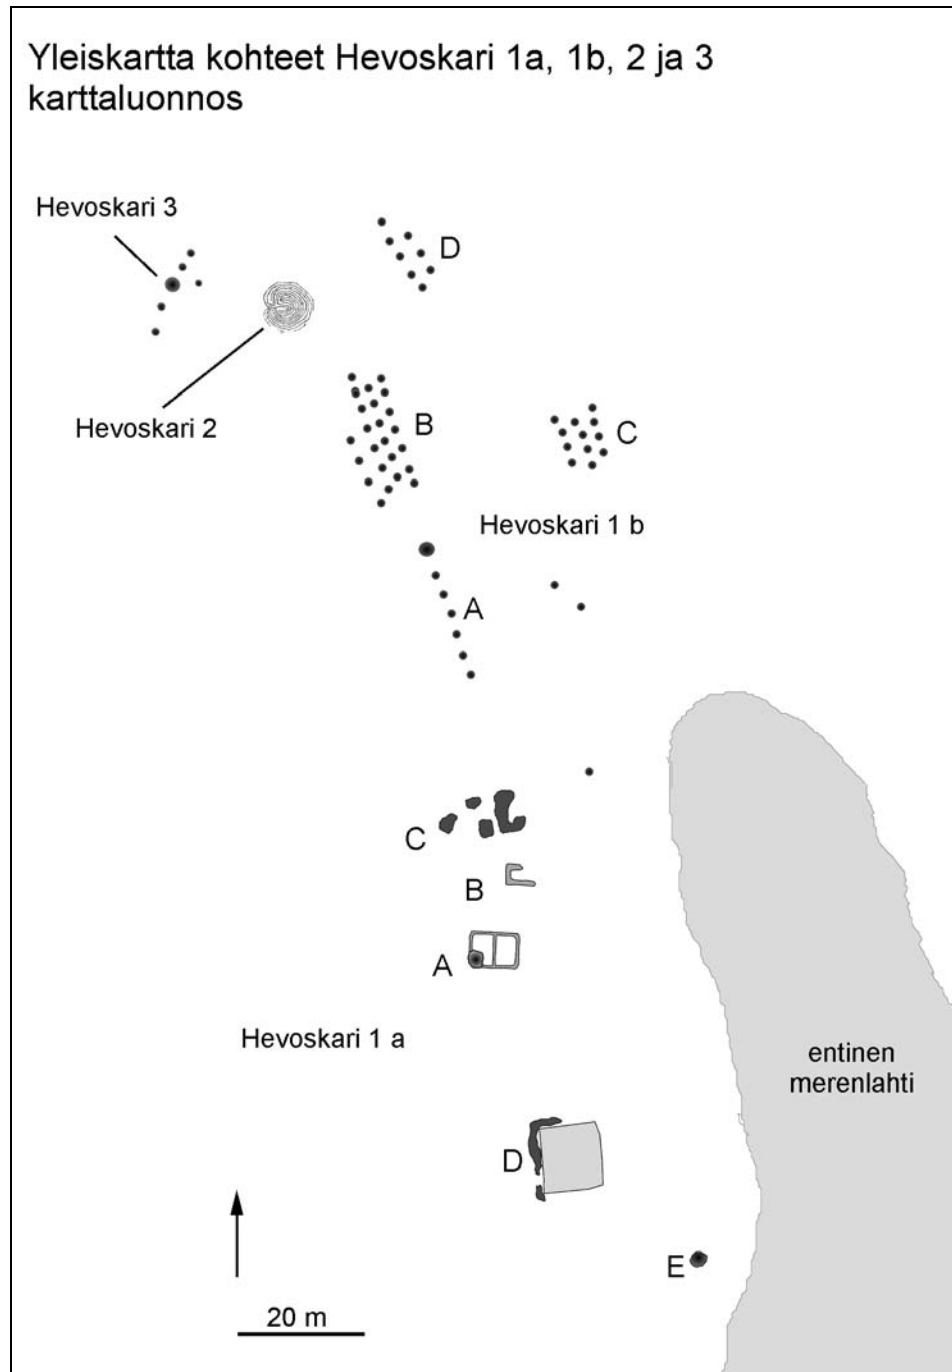 Yleiskartta kohteet Hevoskari 1a, 1b, 2 ja 3
karttaluonnos
Hevoskari 3
D
Hevoskari 2
B
C
Hevoskari 1 b
A
C
B
A
Hevoskari 1 a
entinen
merenlahti
D
E
20 m